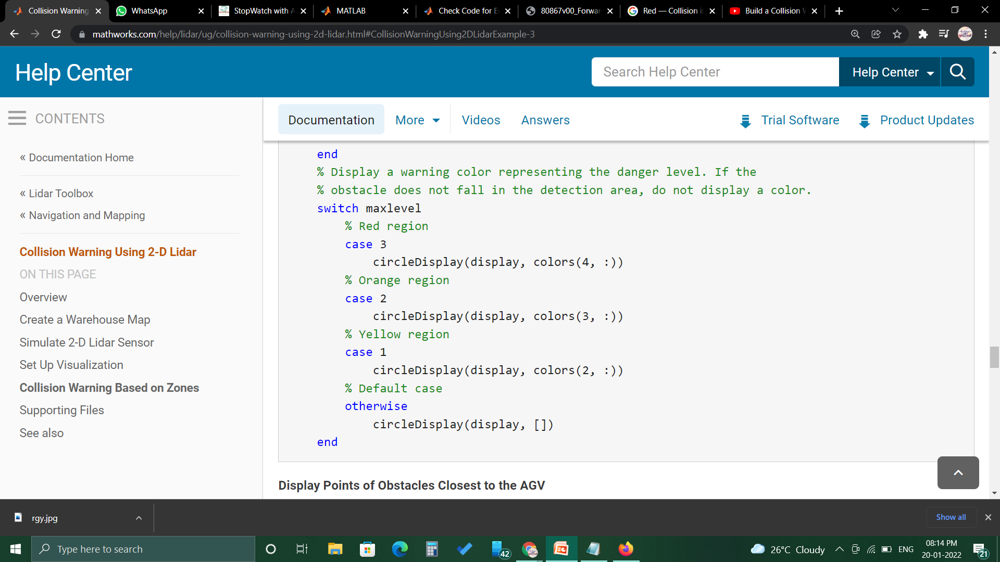 Collision Warning
WhatsApp
StopWatch with A
MATLAB
Check Code for E
80867v00_Forwa
Red — Collision i
Build a Collision
mathworks.com/help/lidar/ug/collision-warning-using-2d-lidar.html#CollisionWarningUsing2DLidarExample-3
Help Center
Search Help Center
Help Center
CONTENTS
Documentation
More
Videos
Answers
Trial Software
Product Updates
« Documentation Home
« Lidar Toolbox
« Navigation and Mapping
Collision Warning Using 2-D Lidar
ON THIS PAGE
Overview
Create a Warehouse Map
Simulate 2-D Lidar Sensor
Set Up Visualization
Collision Warning Based on Zones
Supporting Files
See also
end
% Display a warning color representing the danger level. If the
% obstacle does not fall in the detection area, do not display a color.
switch maxlevel
% Red region
case 3
circleDisplay(display, colors(4, :))
% Orange region
case 2
circleDisplay(display, colors(3, :))
% Yellow region
case 1
circleDisplay(display, colors(2, :))
% Default case
otherwise
circleDisplay(display, [])
end
Display Points of Obstacles Closest to the AGV
rgy.jpg
Show all
Type here to search
42
26°C Cloudy
ENG
08:14 PM
20-01-2022
21